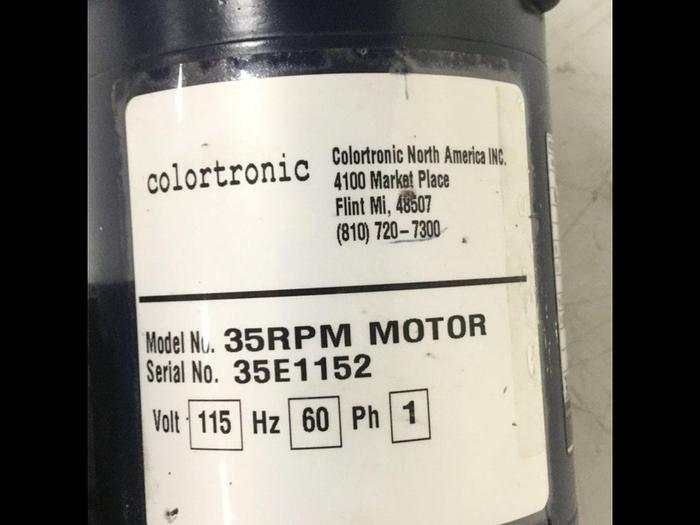 colortronic
Colortronic North America INC.
4100 Market Place
Flint Mi, 48507
(810) 720-7300
Model No. 35RPM MOTOR
Serial No. 35E1152
Volt 115 Hz 60 Ph 1